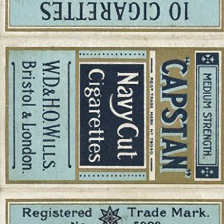 10 CIGARETTES
MEDIUM STRENGTH.
"CAPSTAN"
Navy Cut
Cigarettes
W.D.& H.O. WILLS.
Bristol & London.
Registered Trade Mark.